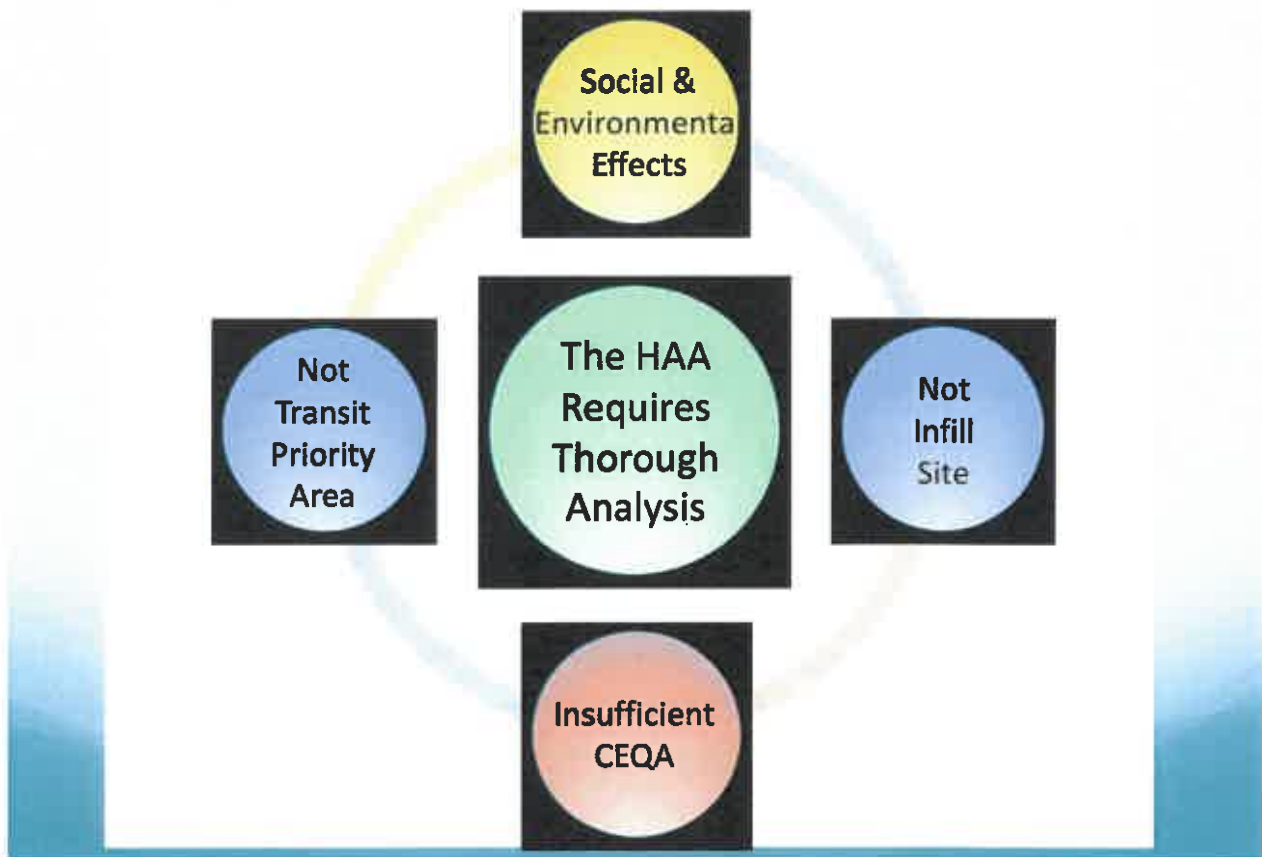 Social &
Environmenta
Effects
Not
Transit
Priority
Area
The HAA
Requires
Thorough
Analysis
Not
Infill
Site
Insufficient
CEQA